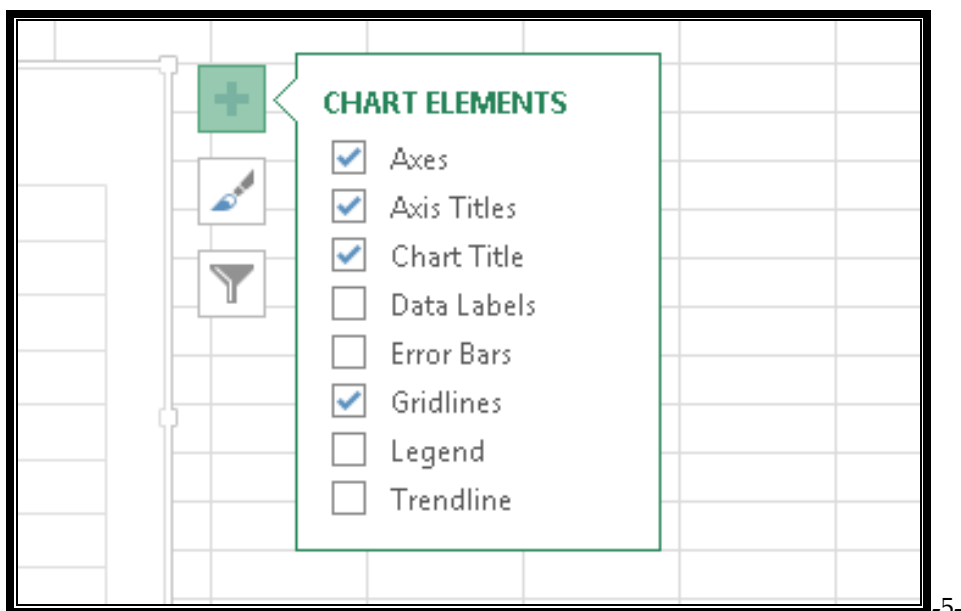 CHART ELEMENTS
Axes
Axis Titles
Chart Title
Data Labels
Error Bars
Gridlines
Legend
Trendline
-5-